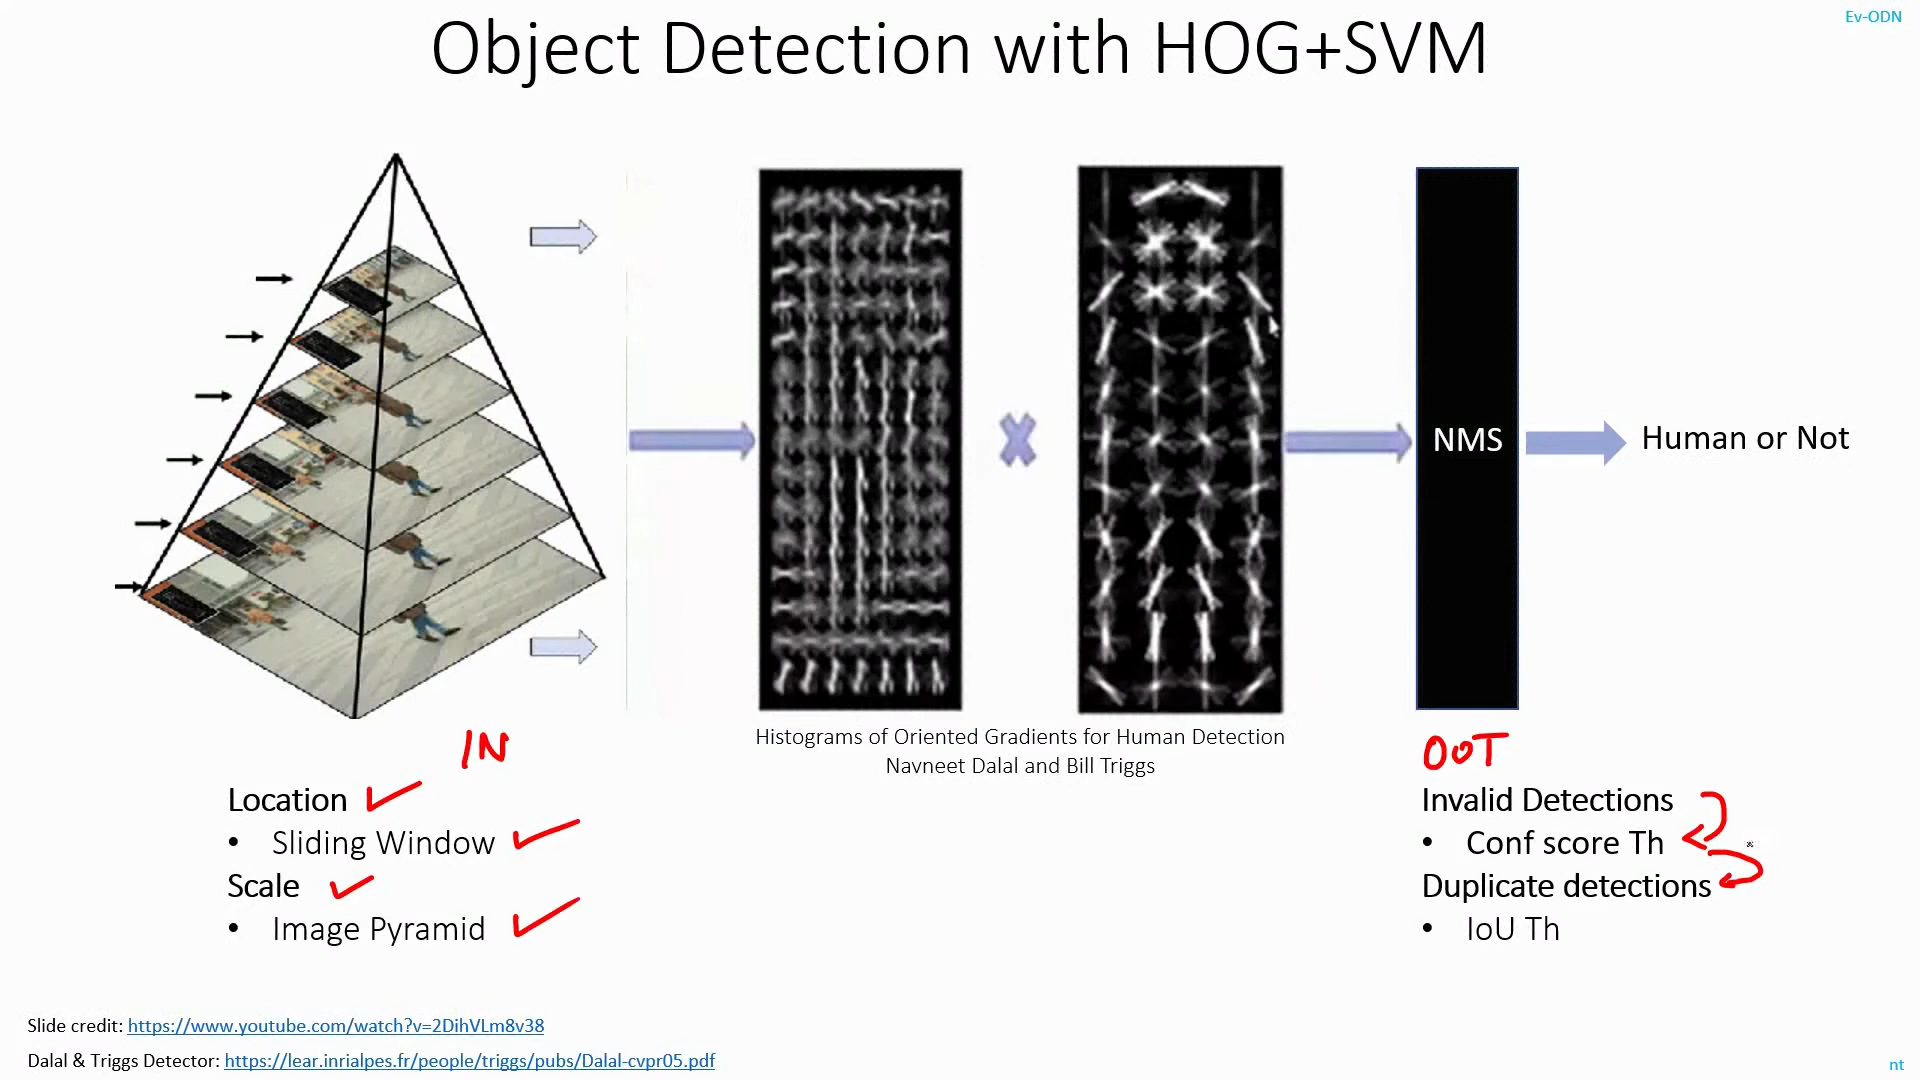 Ev-ODN
Object Detection with HOG+SVM
NMS
Human or Not
Histograms of Oriented Gradients for Human Detection
Navneet Dalal and Bill Triggs
IN
Location
• Sliding Window
Scale
• Image Pyramid
OUT
Invalid Detections
• Conf score Th
Duplicate detections
• IoU Th
Slide credit: https://www.youtube.com/watch?v=2DihVLm8v38
Dalal & Triggs Detector: https://lear.inrialpes.fr/people/triggs/pubs/Dalal-cvpr05.pdf
nt